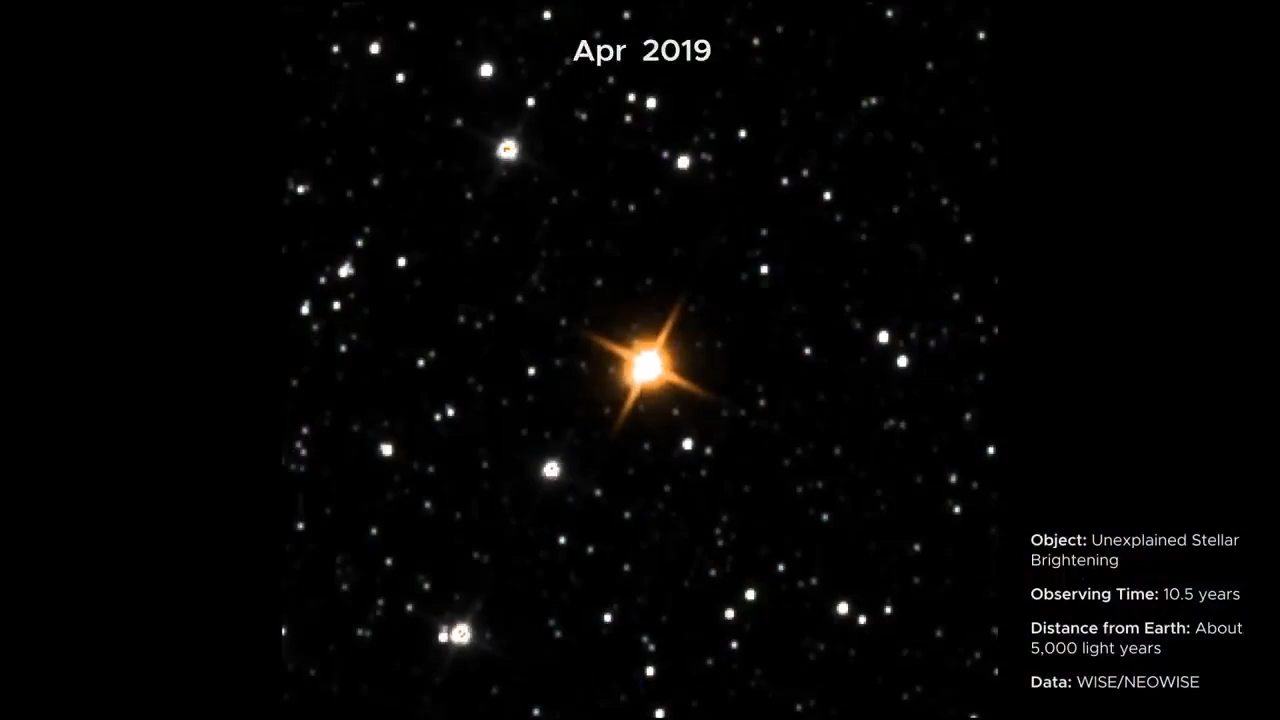 Apr 2019
Object: Unexplained Stellar
Brightening
Observing Time: 10.5 years
Distance from Earth: About
5,000 light years
Data: WISE/NEOWISE